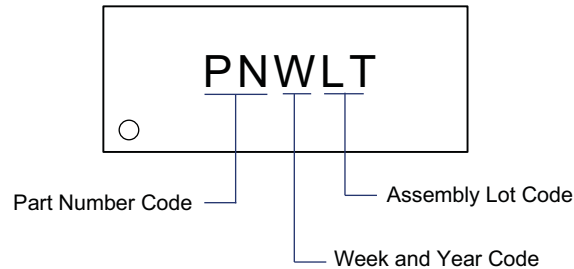 PNWLT
Part Number Code
Assembly Lot Code
Week and Year Code